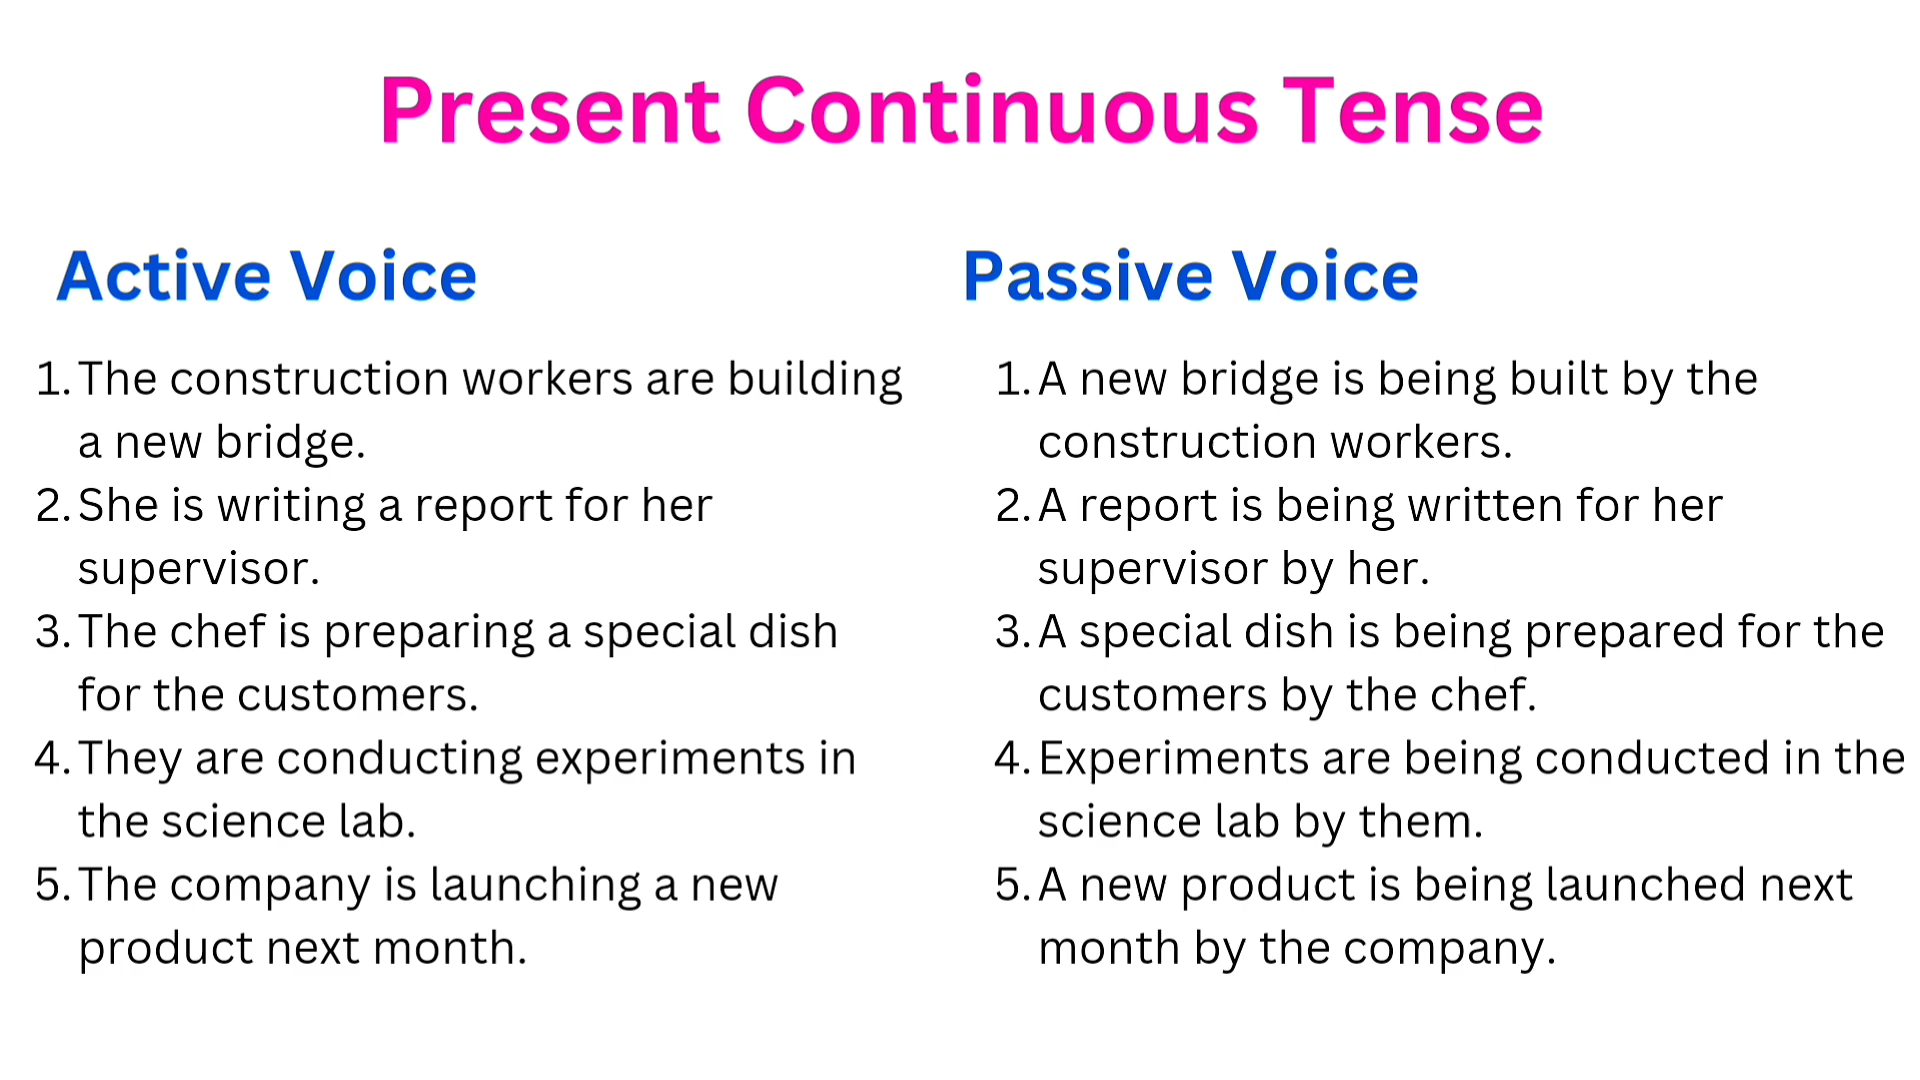 Present Continuous Tense
Active Voice
1. The construction workers are building
a new bridge.
2. She is writing a report for her
supervisor.
3. The chef is preparing a special dish
for the customers.
4. They are conducting experiments in
the science lab.
5. The company is launching a new
product next month.
Passive Voice
1. A new bridge is being built by the
construction workers.
2. A report is being written for her
supervisor by her.
3. A special dish is being prepared for the
customers by the chef.
4. Experiments are being conducted in the
science lab by them.
5. A new product is being launched next
month by the company.